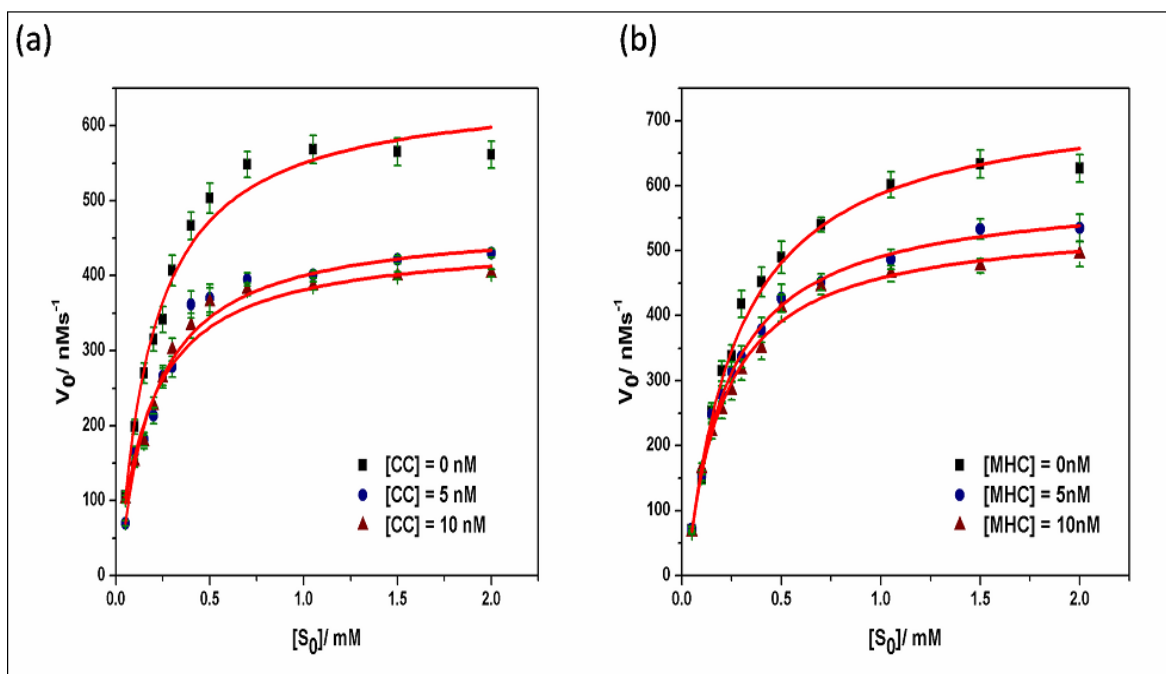 (a)
600
500
400
300
200
100
0
V0/ nMs-1
0.0 0.5 1.0 1.5 2.0
[S0]/ mM
[CC] = 0 nM
[CC] = 5 nM
[CC] = 10 nM
(b)
700
600
500
400
300
200
100
0
V0/ nMs-1
0.0 0.5 1.0 1.5 2.0
[S0]/ mM
[MHC] = 0nM
[MHC] = 5nM
[MHC] = 10nM